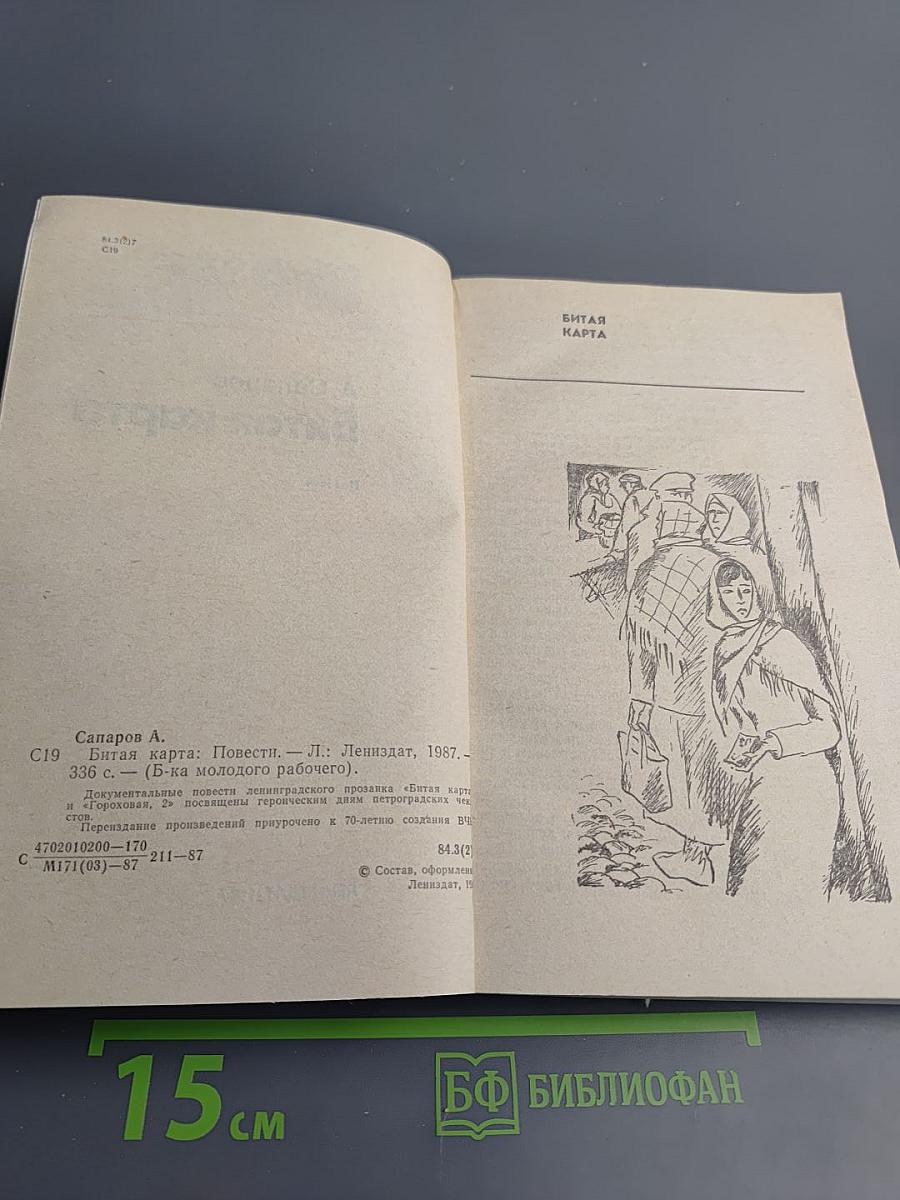 84.3(2)7
С19
Сапаров А.
С19 Битая карта: Повести. — Л.: Лениздат, 1987.—
336 с. — (Б-ка молодого рабочего).
Документальные повести ленинградского прозаика «Битая карта
и «Гороховая, 2» посвящены героическим дням петроградских чек
стов.
Переиздание произведений приурочено к 70-летию создания ВЧ
С 4702010200—170
М171(03)—87 211—87
84.3(2)
© Состав, оформлен
Лениздат, 19
БИТАЯ
КАРТА
15 см
БФ БИБЛИОФАН